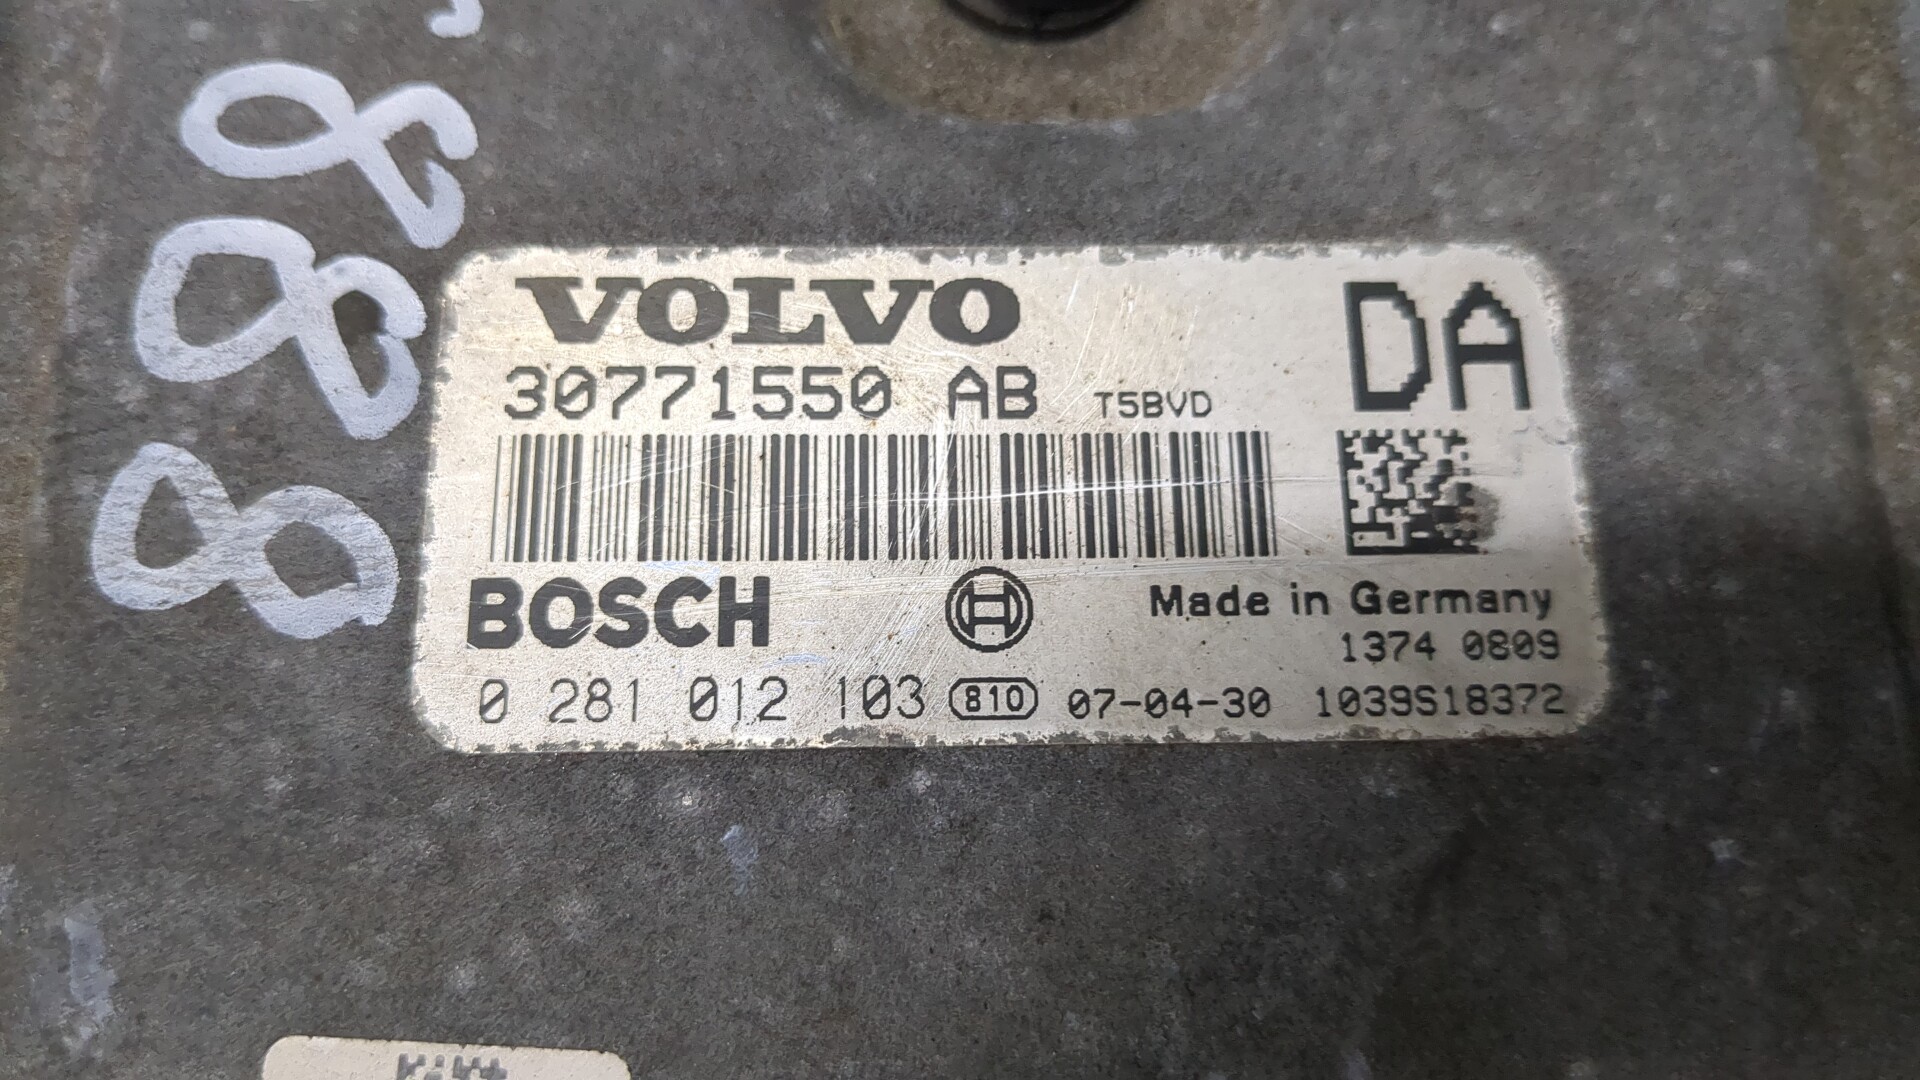 888
VOLVO
DA
30771550 AB T5BVD
BOSCH
Made in Germany
1374 0809
0 281 012 103 810 07-04-30 1039S18372